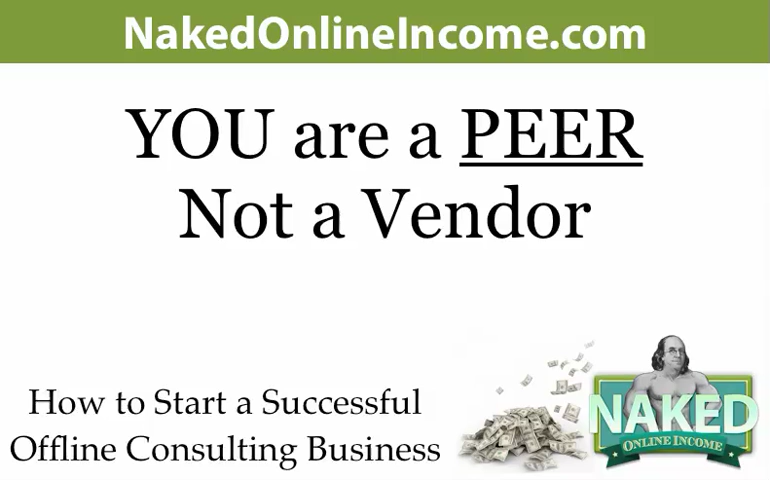 NakedOnlineIncome.com
YOU are a PEER
Not a Vendor
How to Start a Successful
Offline Consulting Business
NAKED
ONLINE INCOME